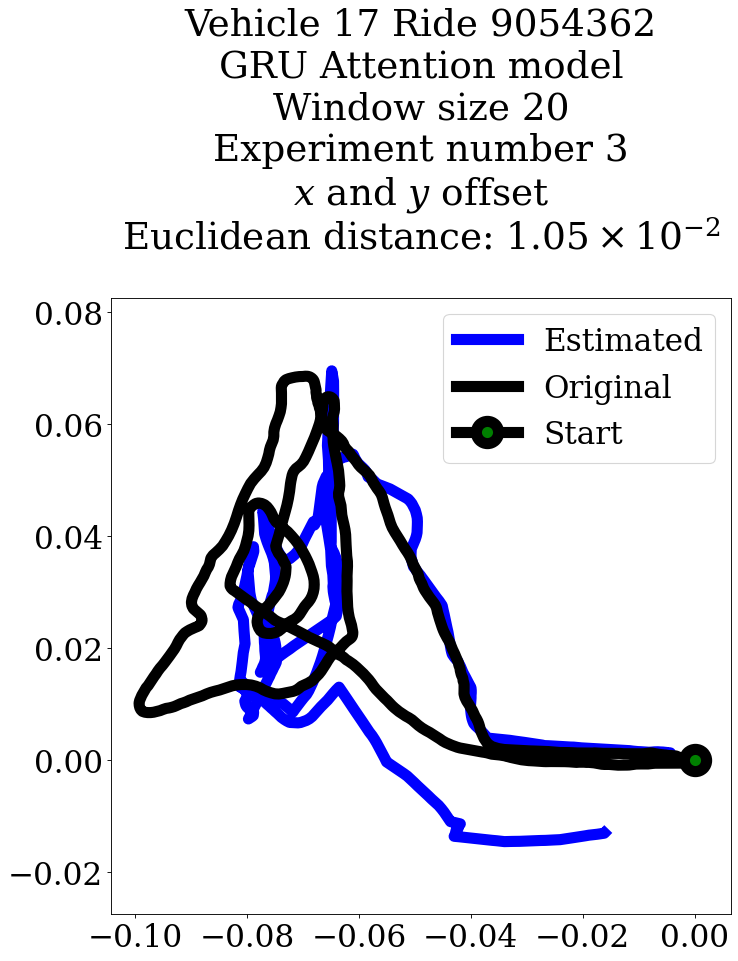 Vehicle 17 Ride 9054362
GRU Attention model
Window size 20
Experiment number 3
x and y offset
Euclidean distance: 1.05 × 10⁻²
Estimated
Original
Start
0.08
0.06
0.04
0.02
0.00
−0.02
−0.10 −0.08 −0.06 −0.04 −0.02 0.00